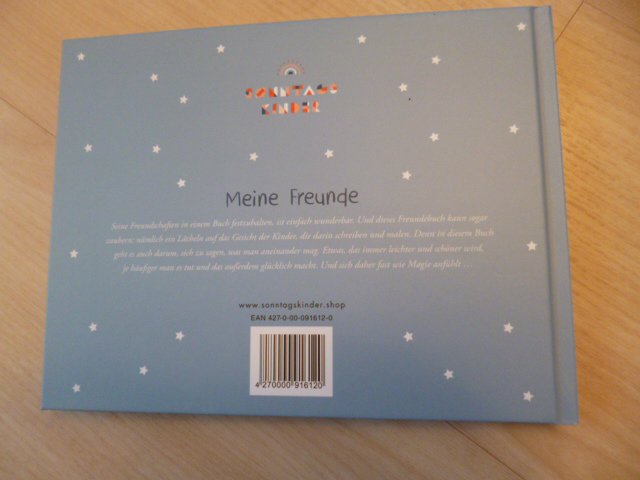 SONNTAGS
KINDER
Meine Freunde
Seine Freundschaften in einem Buch festzuhalten, ist einfach wunderbar. Und dieses Freundebuch kann sogar
zaubern: nämlich ein Lächeln auf das Gesicht der Kinder, die darin schreiben und malen. Denn in diesem Buch
geht es auch darum, sich zu sagen, was man aneinander mag. Etwas, das immer leichter und schöner wird,
je häufiger man es tut und das außerdem glücklich macht. Und sich daher fast wie Magie anfühlt ...
www.sonntagskinder.shop
EAN 427-0-00-091612-0
4 270000 916120